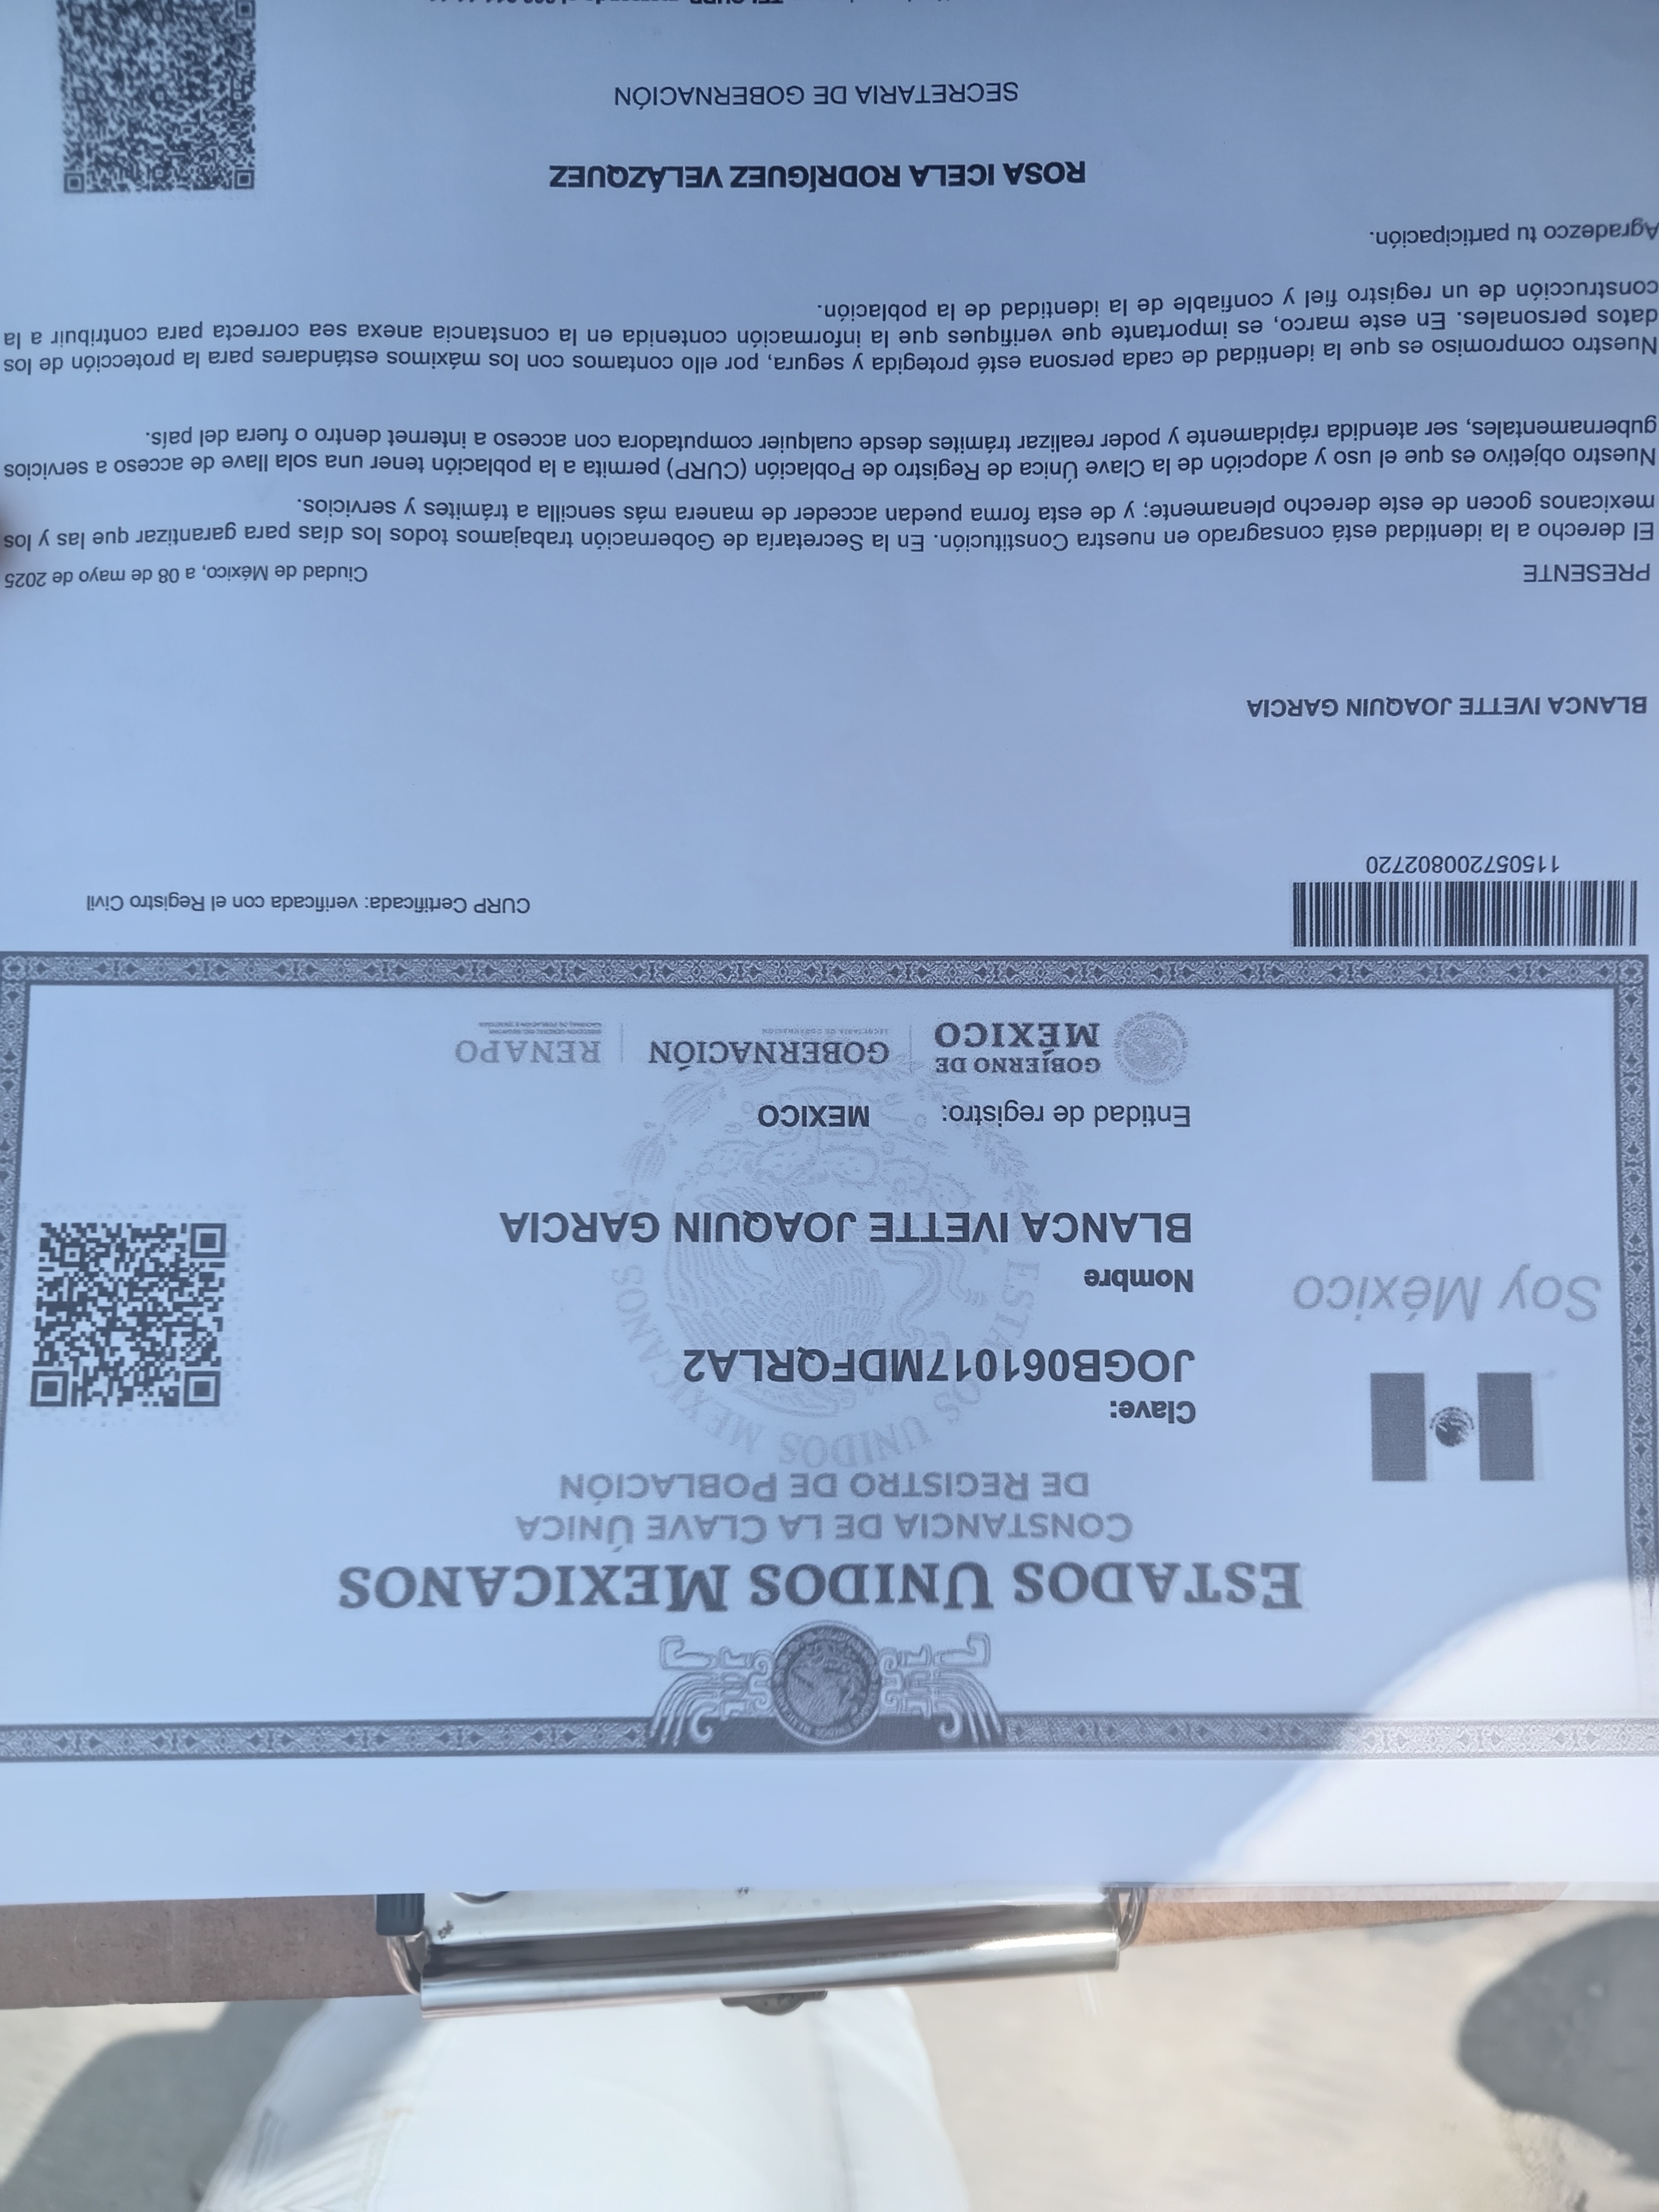 ESTADOS UNIDOS MEXICANOS
CONSTANCIA DE LA CLAVE ÚNICA
DE REGISTRO DE POBLACIÓN
Soy México
Clave:
JOGB061017MDFQRLA2
Nombre
BLANCA IVETTE JOAQUIN GARCIA
ESTADOS UNIDOS MEXICANOS
Entidad de registro: MEXICO
GOBIERNO DE
MÉXICO
GOBERNACIÓN
SECRETARÍA DE GOBERNACIÓN
RENAPO
115057200802720
CURP Certificada: verificada con el Registro Civil
BLANCA IVETTE JOAQUIN GARCIA
PRESENTE
Ciudad de México, a 08 de mayo de 2025
El derecho a la identidad está consagrado en nuestra Constitución. En la Secretaría de Gobernación trabajamos todos los días para garantizar que las y los
mexicanos gocen de este derecho plenamente; y de esta forma puedan acceder de manera más sencilla a trámites y servicios.
Nuestro objetivo es que el uso y adopción de la Clave Única de Registro de Población (CURP) permita a la población tener una sola llave de acceso a servicios
gubernamentales, ser atendida rápidamente y poder realizar trámites desde cualquier computadora con acceso a internet dentro o fuera del país.
Nuestro compromiso es que la identidad de cada persona esté protegida y segura, por ello contamos con los máximos estándares para la protección de los
datos personales. En este marco, es importante que verifiques que la información contenida en la constancia anexa sea correcta para contribuir a la
construcción de un registro fiel y confiable de la identidad de la población.
Agradezco tu participación.
ROSA ICELA RODRÍGUEZ VELÁZQUEZ
SECRETARIA DE GOBERNACIÓN